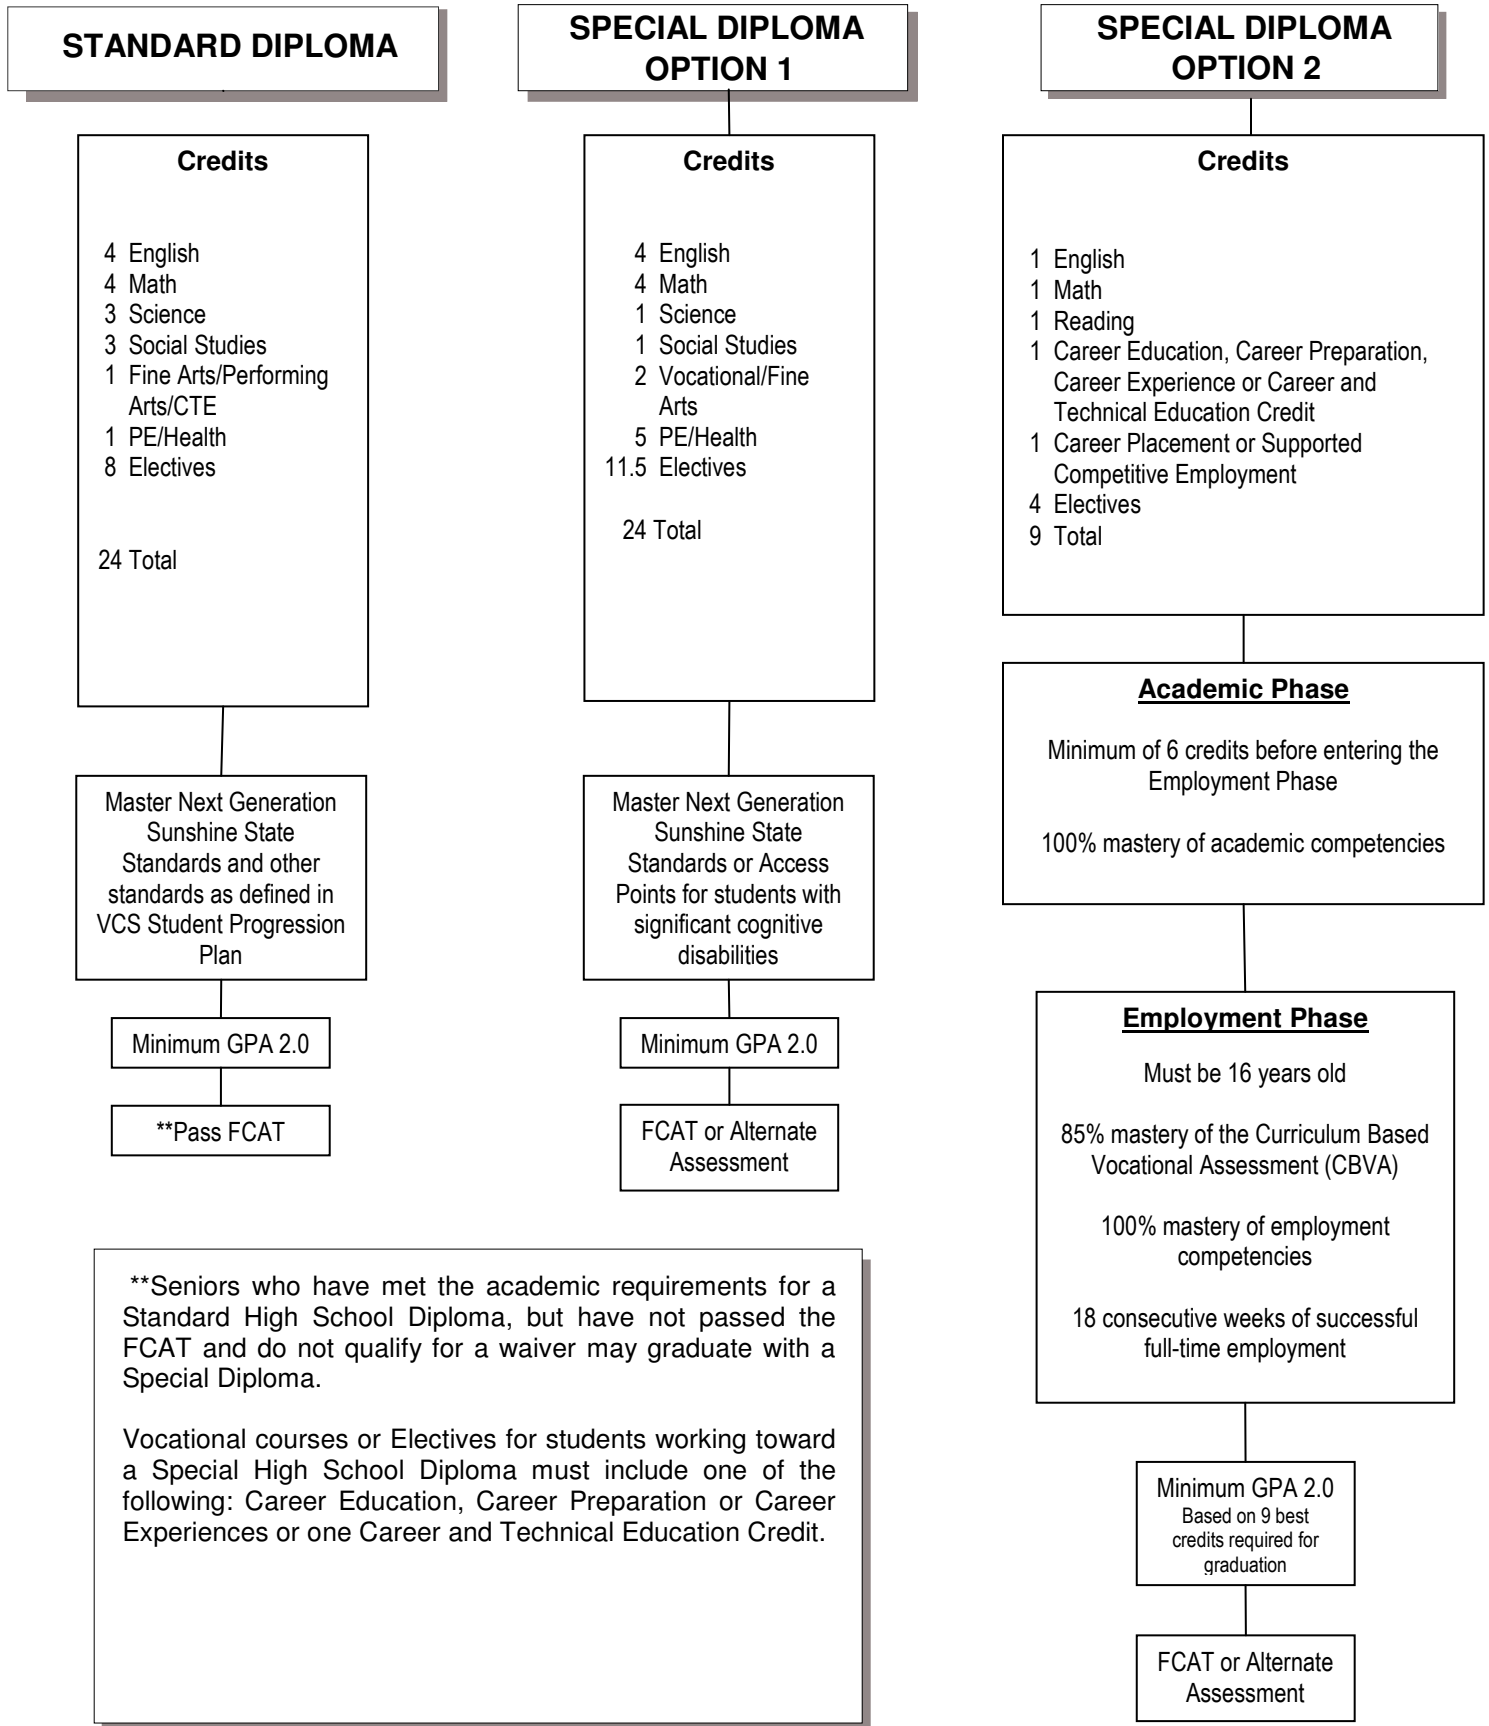 STANDARD DIPLOMA
Credits
4 English
4 Math
3 Science
3 Social Studies
1 Fine Arts/Performing
Arts/CTE
1 PE/Health
8 Electives
24 Total
Master Next Generation
Sunshine State
Standards and other
standards as defined in
VCS Student Progression
Plan
Minimum GPA 2.0
**Pass FCAT
SPECIAL DIPLOMA
OPTION 1
Credits
4 English
4 Math
1 Science
1 Social Studies
2 Vocational/Fine
Arts
5 PE/Health
11.5 Electives
24 Total
Master Next Generation
Sunshine State
Standards or Access
Points for students with
significant cognitive
disabilities
Minimum GPA 2.0
FCAT or Alternate
Assessment
SPECIAL DIPLOMA
OPTION 2
Credits
1 English
1 Math
1 Reading
1 Career Education, Career Preparation,
Career Experience or Career and
Technical Education Credit
1 Career Placement or Supported
Competitive Employment
4 Electives
9 Total
Academic Phase
Minimum of 6 credits before entering the
Employment Phase
100% mastery of academic competencies
Employment Phase
Must be 16 years old
85% mastery of the Curriculum Based
Vocational Assessment (CBVA)
100% mastery of employment
competencies
18 consecutive weeks of successful
full-time employment
Minimum GPA 2.0
Based on 9 best
credits required for
graduation
FCAT or Alternate
Assessment
**Seniors who have met the academic requirements for a
Standard High School Diploma, but have not passed the
FCAT and do not qualify for a waiver may graduate with a
Special Diploma.
Vocational courses or Electives for students working toward
a Special High School Diploma must include one of the
following: Career Education, Career Preparation or Career
Experiences or one Career and Technical Education Credit.